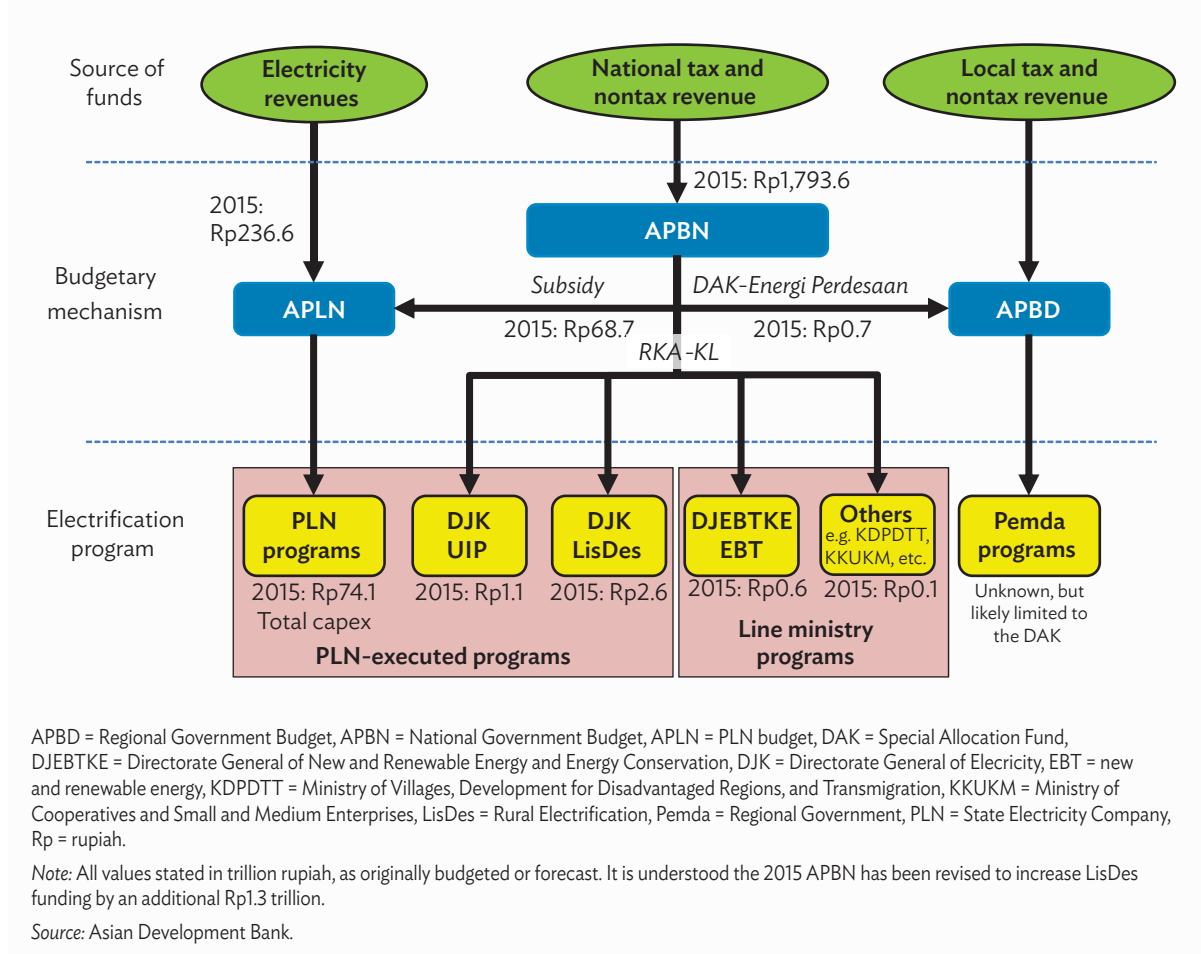 Source of
funds
Electricity
revenues
National tax and
nontax revenue
Local tax and
nontax revenue
2015: Rp1,793.6
2015:
Rp236.6
APBN
Budgetary
mechanism
Subsidy
DAK-Energi Perdesaan
APLN
APBD
2015: Rp68.7
2015: Rp0.7
RKA-KL
Electrification
program
PLN
programs
DJK
UIP
DJK
LisDes
DJEBTKE
EBT
Others
e.g. KDPDTT,
KKUKM, etc.
Pemda
programs
2015: Rp74.1
Total capex
2015: Rp1.1
2015: Rp2.6
2015: Rp0.6
2015: Rp0.1
Unknown, but
likely limited to
the DAK
PLN-executed programs
Line ministry
programs
APBD = Regional Government Budget, APBN = National Government Budget, APLN = PLN budget, DAK = Special Allocation Fund,
DJEBTKE = Directorate General of New and Renewable Energy and Energy Conservation, DJK = Directorate General of Elecricity, EBT = new
and renewable energy, KDPDTT = Ministry of Villages, Development for Disadvantaged Regions, and Transmigration, KKUKM = Ministry of
Cooperatives and Small and Medium Enterprises, LisDes = Rural Electrification, Pemda = Regional Government, PLN = State Electricity Company,
Rp = rupiah.
Note: All values stated in trillion rupiah, as originally budgeted or forecast. It is understood the 2015 APBN has been revised to increase LisDes
funding by an additional Rp1.3 trillion.
Source: Asian Development Bank.